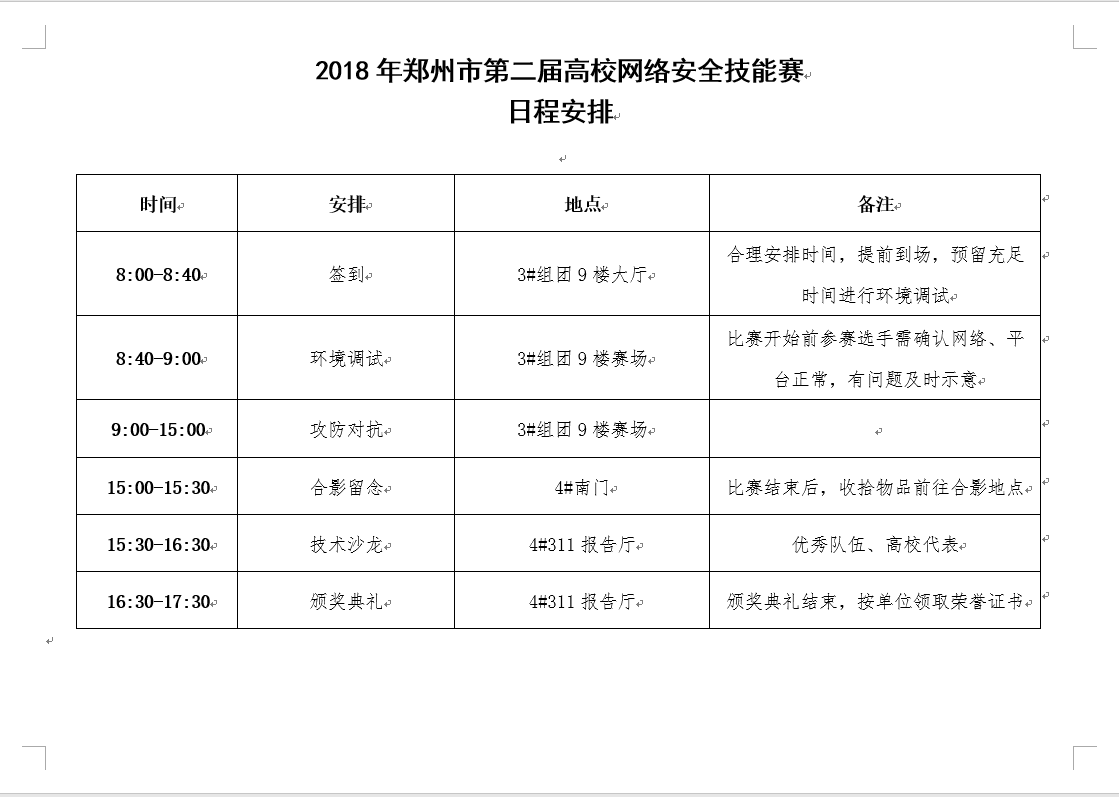 2018 年郑州市第二届高校网络安全技能赛
日程安排
时间 安排 地点 备注
8:00-8:40 签到 3#组团 9 楼大厅 合理安排时间，提前到场，预留充足
时间进行环境调试
8:40-9:00 环境调试 3#组团 9 楼赛场 比赛开始前参赛选手需确认网络、平
台正常，有问题及时示意
9:00-15:00 攻防对抗 3#组团 9 楼赛场
15:00-15:30 合影留念 4#南门 比赛结束后，收拾物品前往合影地点
15:30-16:30 技术沙龙 4#311 报告厅 优秀队伍、高校代表
16:30-17:30 颁奖典礼 4#311 报告厅 颁奖典礼结束，按单位领取荣誉证书